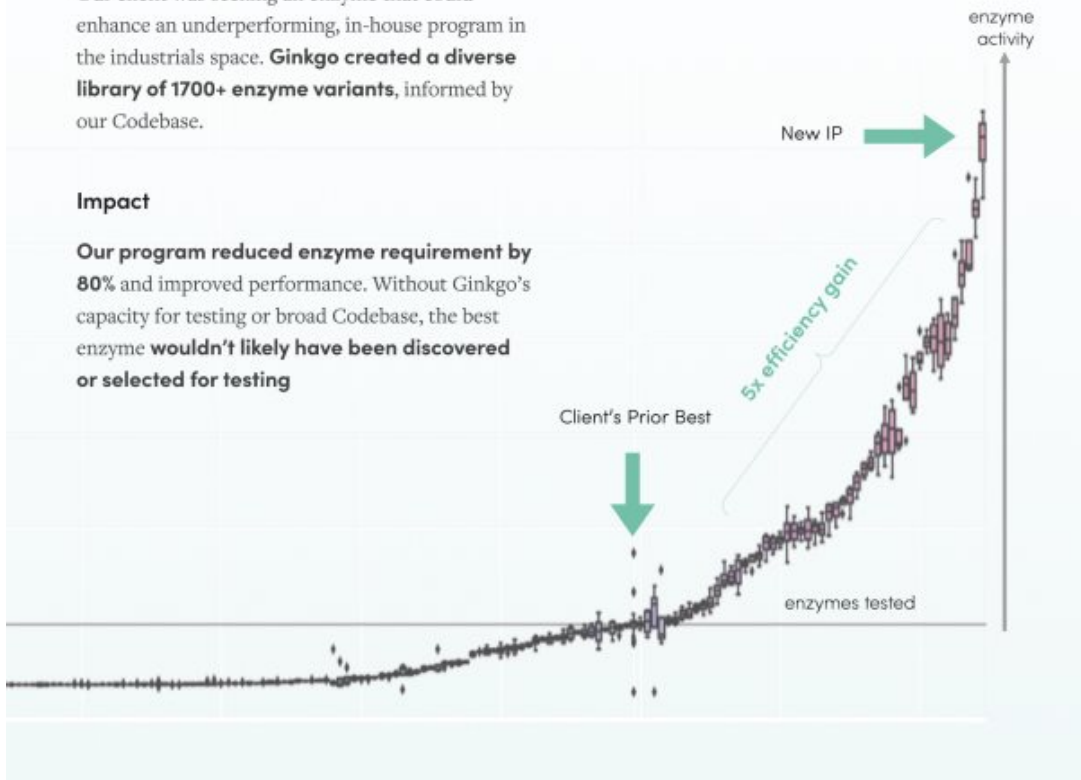 enhance an underperforming, in-house program in
the industrials space. Ginkgo created a diverse
library of 1700+ enzyme variants, informed by
our Codebase.
Impact
Our program reduced enzyme requirement by
80% and improved performance. Without Ginkgo’s
capacity for testing or broad Codebase, the best
enzyme wouldn’t likely have been discovered
or selected for testing
enzyme
activity
New IP
5x efficiency gain
Client’s Prior Best
enzymes tested